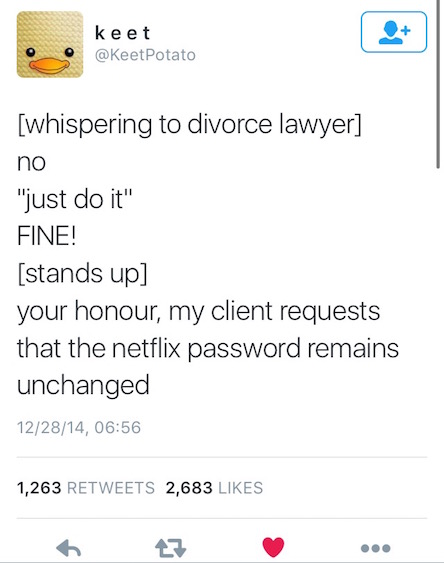 keet
@KeetPotato
[whispering to divorce lawyer]
no
"just do it"
FINE!
[stands up]
your honour, my client requests
that the netflix password remains
unchanged
12/28/14, 06:56
1,263 RETWEETS 2,683 LIKES